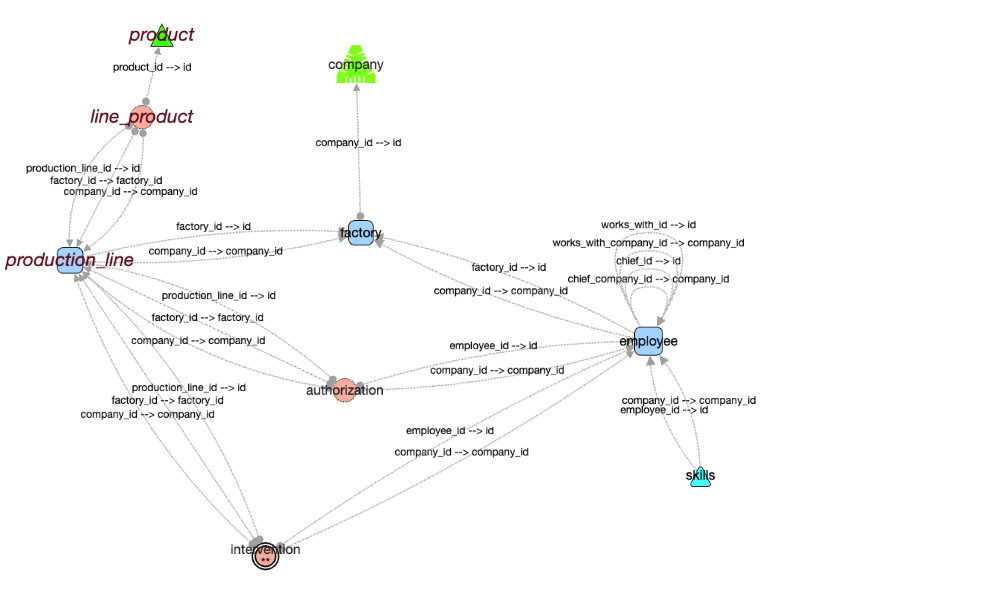 product
product_id --> id
line_product
production_line_id --> id
factory_id --> factory_id
company_id --> company_id
company
company_id --> id
factory_id --> id
company_id --> company_id
factory
production_line
works_with_id --> id
works_with_company_id --> company_id
chief_id --> id
chief_company_id --> company_id
factory_id --> id
company_id --> company_id
employee
production_line_id --> id
factory_id --> factory_id
company_id --> company_id
employee_id --> id
company_id --> company_id
authorization
production_line_id --> id
factory_id --> factory_id
company_id --> company_id
employee_id --> id
company_id --> company_id
company_id --> company_id
employee_id --> id
skills
intervention
**